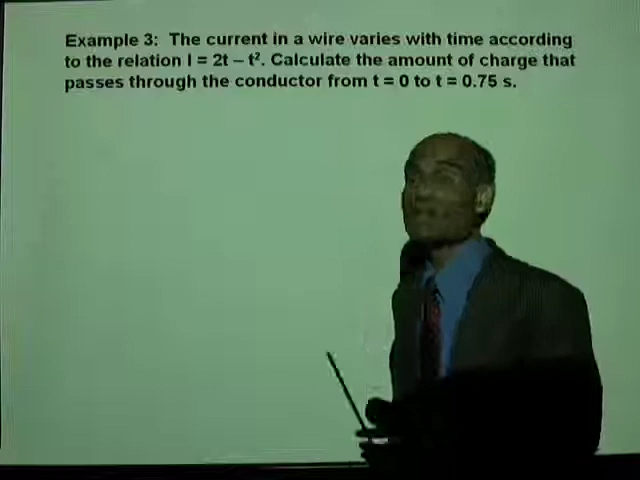 Example 3:  The current in a wire varies with time according
to the relation I = 2t – t². Calculate the amount of charge that
passes through the conductor from t = 0 to t = 0.75 s.